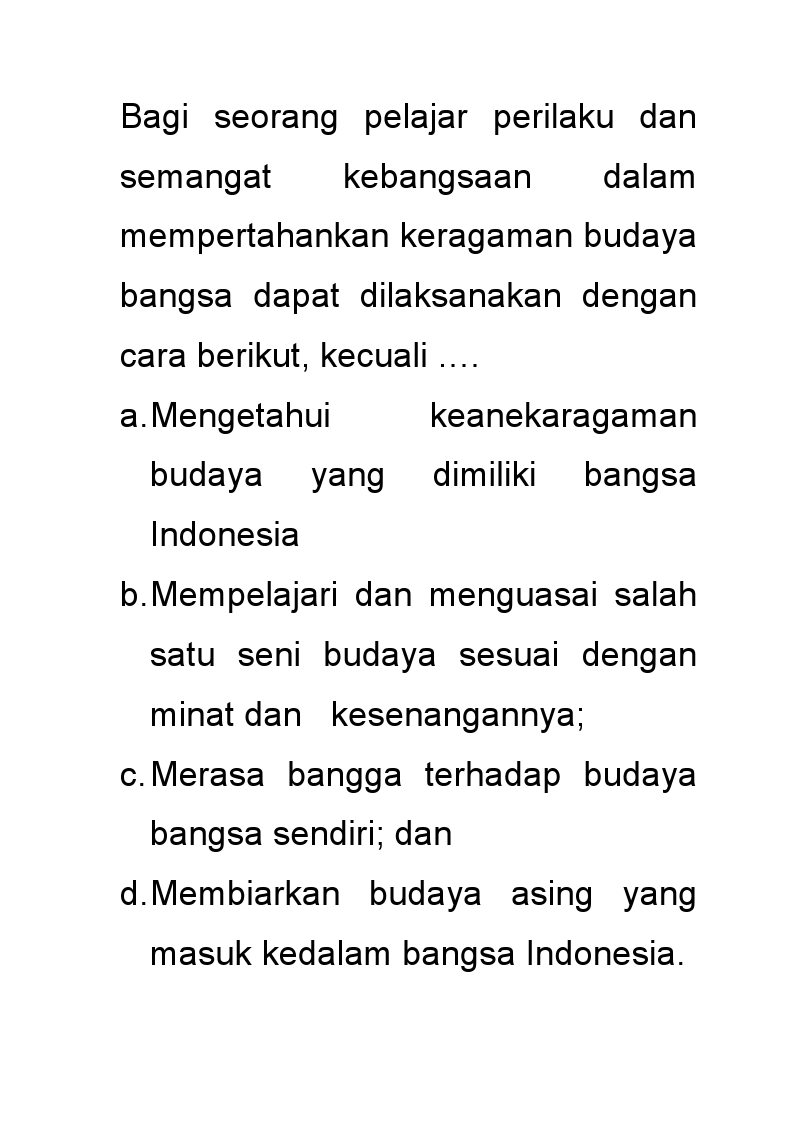 Bagi seorang pelajar perilaku dan
semangat kebangsaan dalam
mempertahankan keragaman budaya
bangsa dapat dilaksanakan dengan
cara berikut, kecuali ….
a. Mengetahui keanekaragaman
budaya yang dimiliki bangsa
Indonesia
b. Mempelajari dan menguasai salah
satu seni budaya sesuai dengan
minat dan kesenangannya;
c. Merasa bangga terhadap budaya
bangsa sendiri; dan
d. Membiarkan budaya asing yang
masuk kedalam bangsa Indonesia.